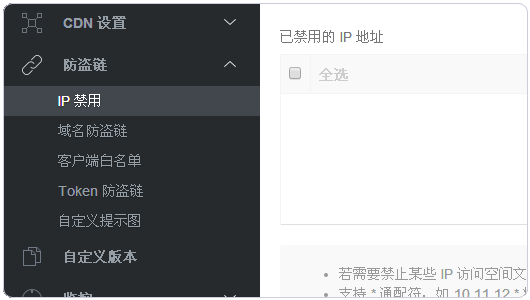 CDN 设置
防盗链
IP 禁用
域名防盗链
客户端白名单
Token 防盗链
自定义提示图
自定义版本
监控
已禁用的 IP 地址
全选
若需要禁止某些 IP 访问空间文
支持 * 通配符，如 10.11.12.*